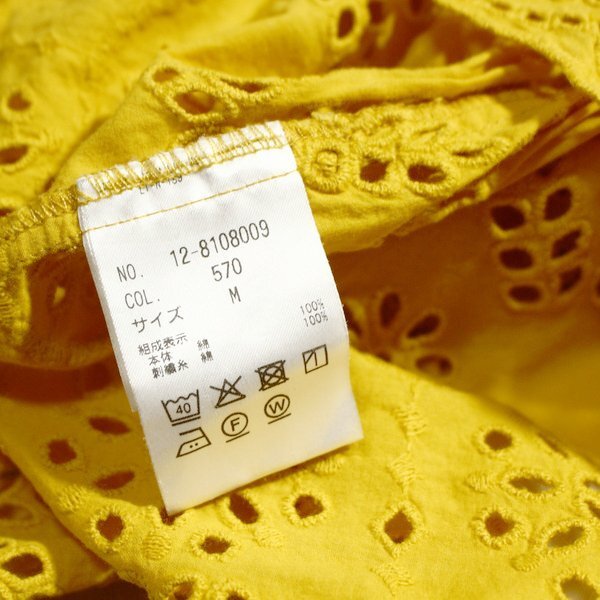 NO. 12-8108009
COL. 570
サイズ M
組成表示
本体 綿 100%
刺繍糸 綿 100%
40
F W